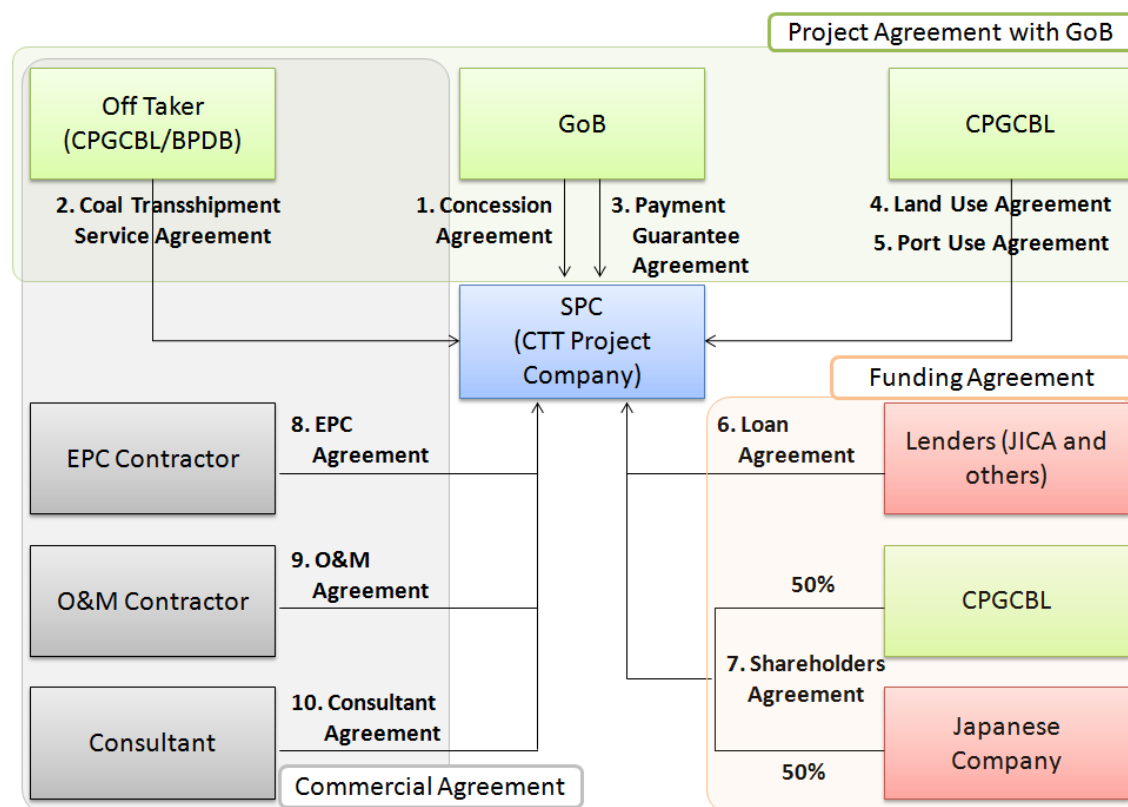 Project Agreement with GoB
Off Taker
(CPGCBL/BPDB)
GoB
CPGCBL
2. Coal Transshipment
Service Agreement
1. Concession
Agreement
3. Payment
Guarantee
Agreement
4. Land Use Agreement
5. Port Use Agreement
SPC
(CTT Project
Company)
Funding Agreement
EPC Contractor
8. EPC
Agreement
6. Loan
Agreement
Lenders (JICA and
others)
O&M Contractor
9. O&M
Agreement
50%
CPGCBL
7. Shareholders
Agreement
Consultant
10. Consultant
Agreement
Japanese
Company
50%
Commercial Agreement